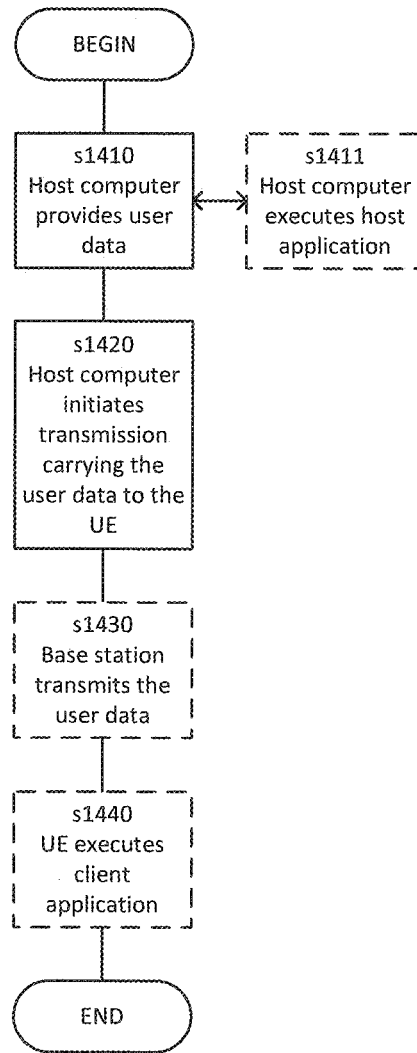 BEGIN
s1410
Host computer
provides user
data
s1411
Host computer
executes host
application
s1420
Host computer
initiates
transmission
carrying the
user data to the
UE
s1430
Base station
transmits the
user data
s1440
UE executes
client
application
END